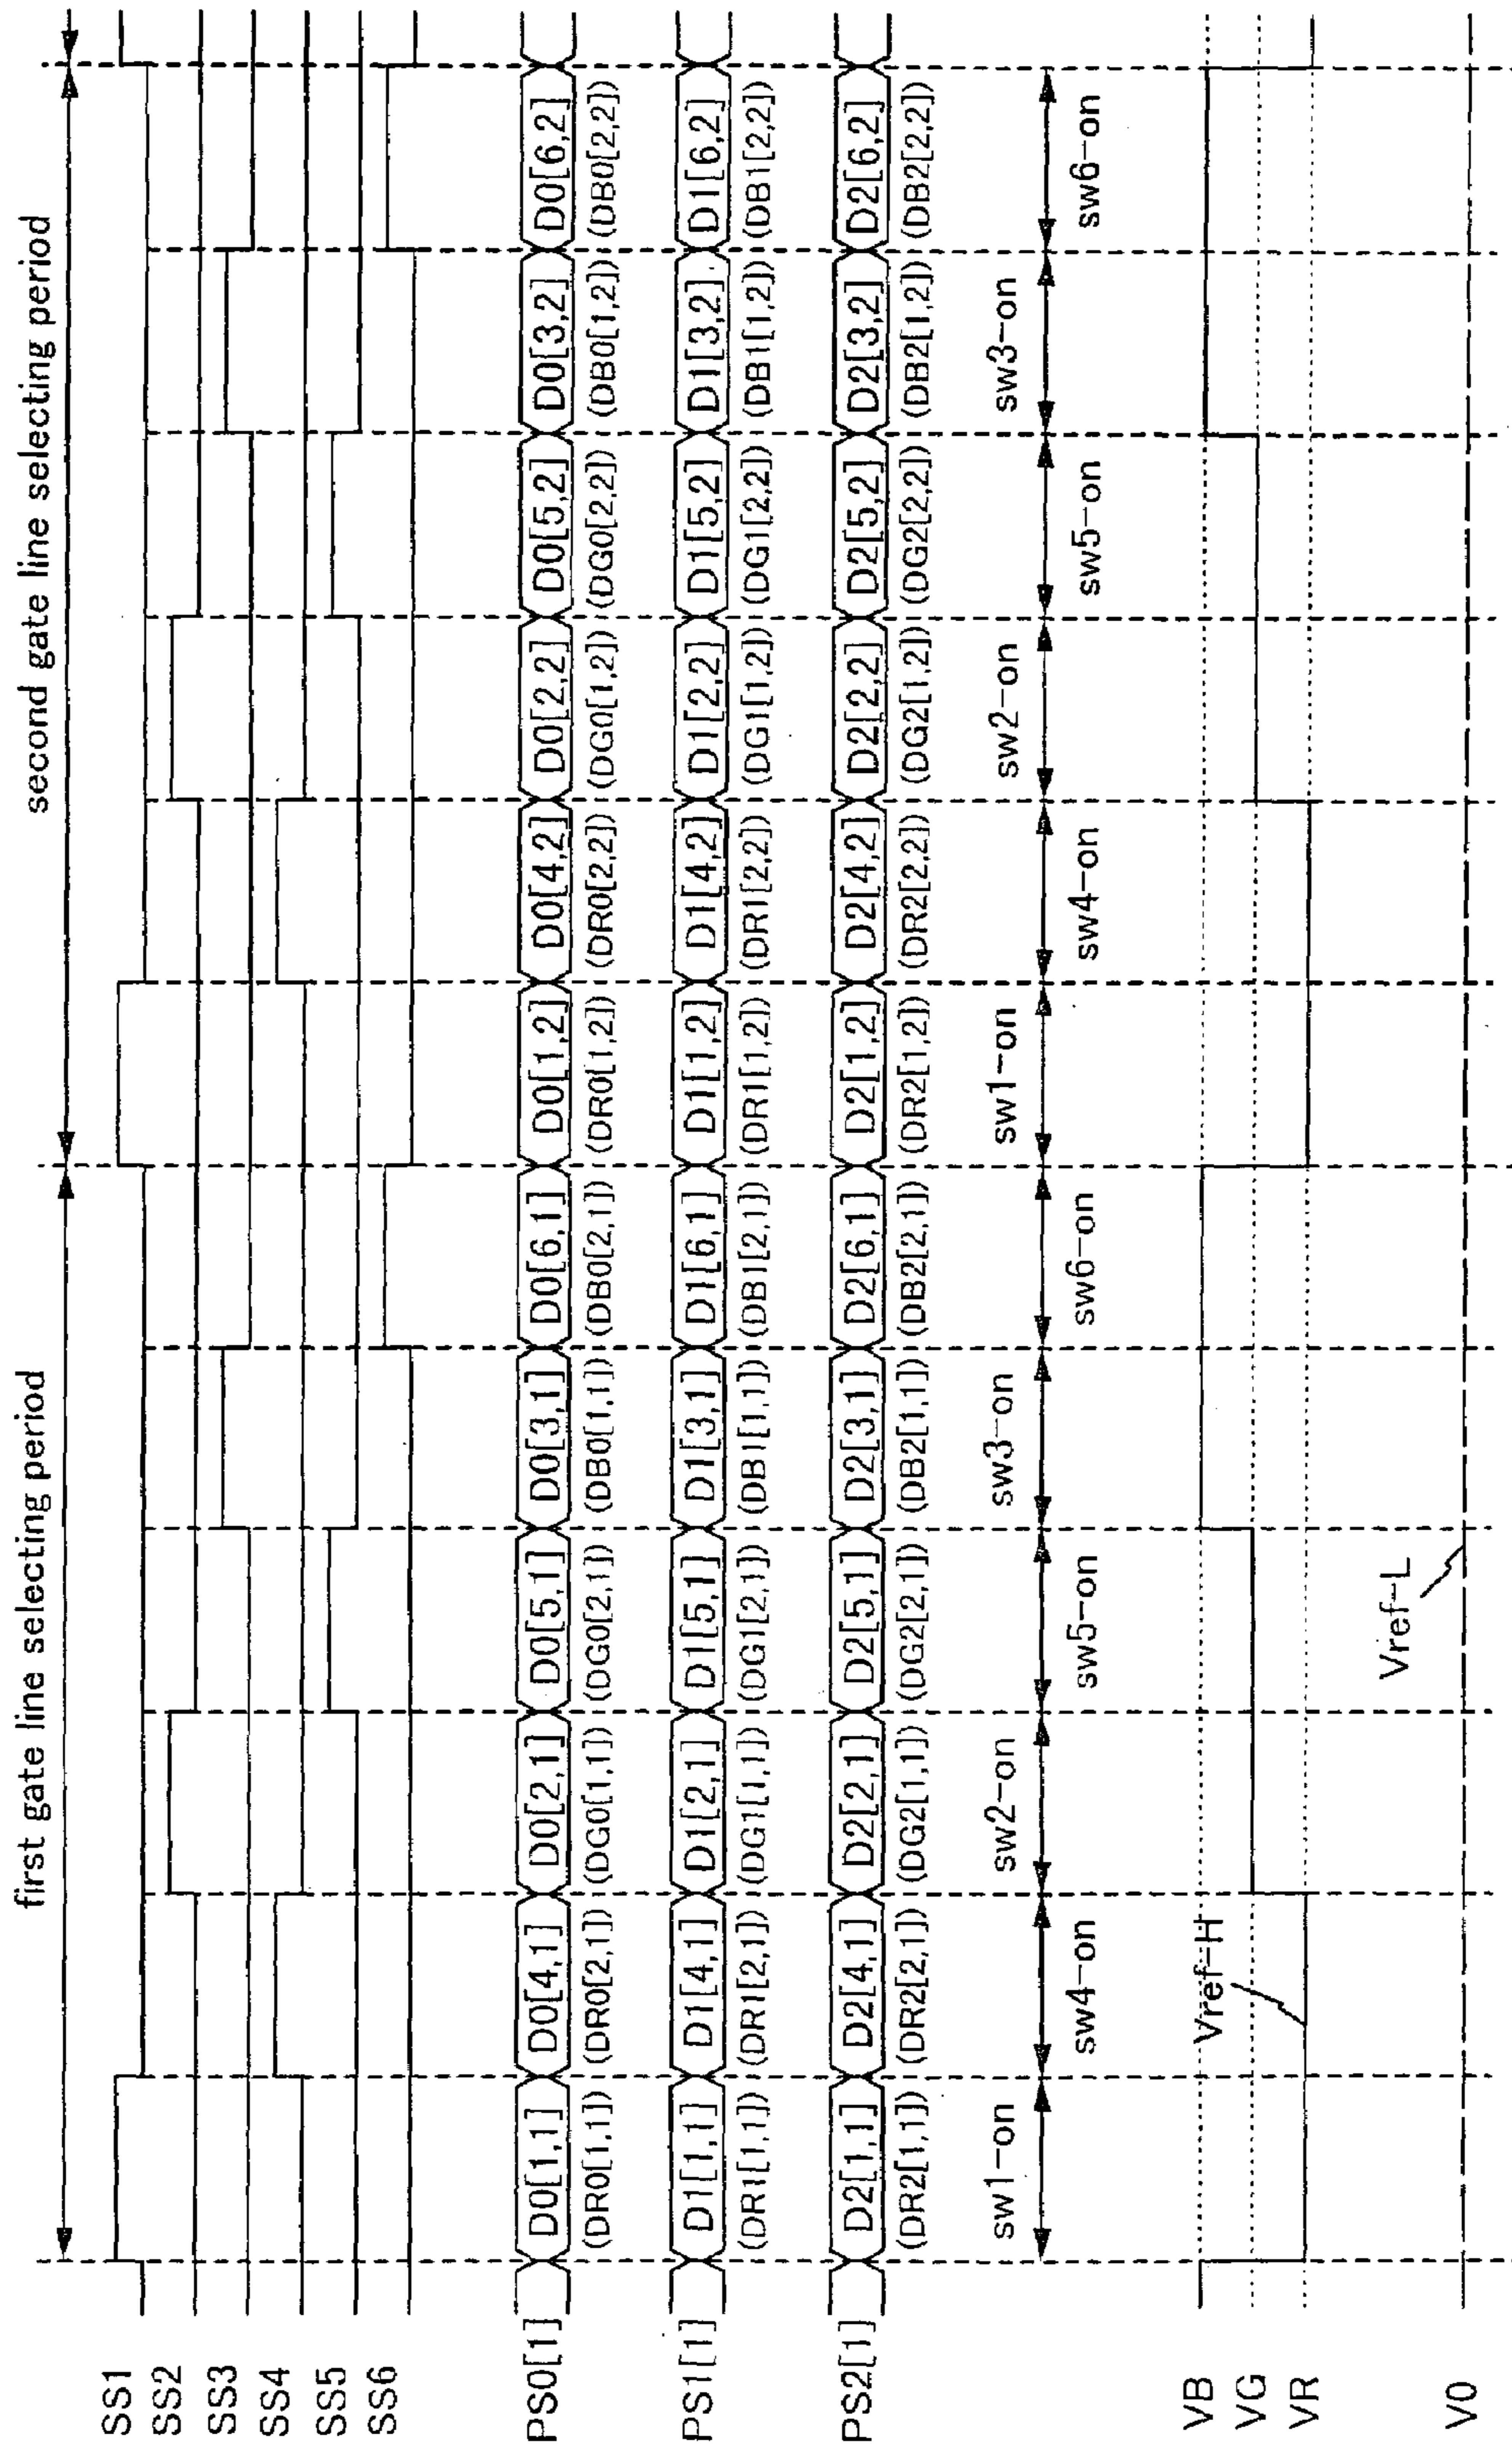 first gate line selecting period
second gate line selecting period
SS1
SS2
SS3
SS4
SS5
SS6
PS0[1] D0[1,1] D0[4,1] D0[2,1] D0[5,1] D0[3,1] D0[6,1] D0[1,2] D0[4,2] D0[2,2] D0[5,2] D0[3,2] D0[6,2]
(DR0[1,1]) (DR0[2,1]) (DG0[1,1]) (DG0[2,1]) (DB0[1,1]) (DB0[2,1]) (DR0[1,2]) (DR0[2,2]) (DG0[1,2]) (DG0[2,2]) (DB0[1,2]) (DB0[2,2])
PS1[1] D1[1,1] D1[4,1] D1[2,1] D1[5,1] D1[3,1] D1[6,1] D1[1,2] D1[4,2] D1[2,2] D1[5,2] D1[3,2] D1[6,2]
(DR1[1,1]) (DR1[2,1]) (DG1[1,1]) (DG1[2,1]) (DB1[1,1]) (DB1[2,1]) (DR1[1,2]) (DR1[2,2]) (DG1[1,2]) (DG1[2,2]) (DB1[1,2]) (DB1[2,2])
PS2[1] D2[1,1] D2[4,1] D2[2,1] D2[5,1] D2[3,1] D2[6,1] D2[1,2] D2[4,2] D2[2,2] D2[5,2] D2[3,2] D2[6,2]
(DR2[1,1]) (DR2[2,1]) (DG2[1,1]) (DG2[2,1]) (DB2[1,1]) (DB2[2,1]) (DR2[1,2]) (DR2[2,2]) (DG2[1,2]) (DG2[2,2]) (DB2[1,2]) (DB2[2,2])
sw1-on sw4-on sw2-on sw5-on sw3-on sw6-on sw1-on sw4-on sw2-on sw5-on sw3-on sw6-on
VB
Vref-H
VG
VR
Vref-L
V0